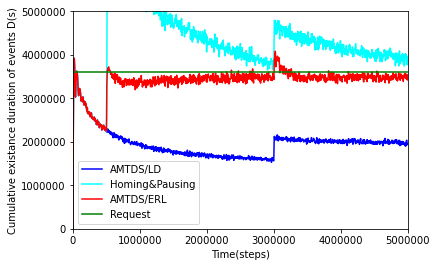 Cumulative existance duration of events D(s)
5000000
4000000
3000000
2000000
1000000
0
AMTDS/LD
Homing&Pausing
AMTDS/ERL
Request
0 1000000 2000000 3000000 4000000 5000000
Time(steps)